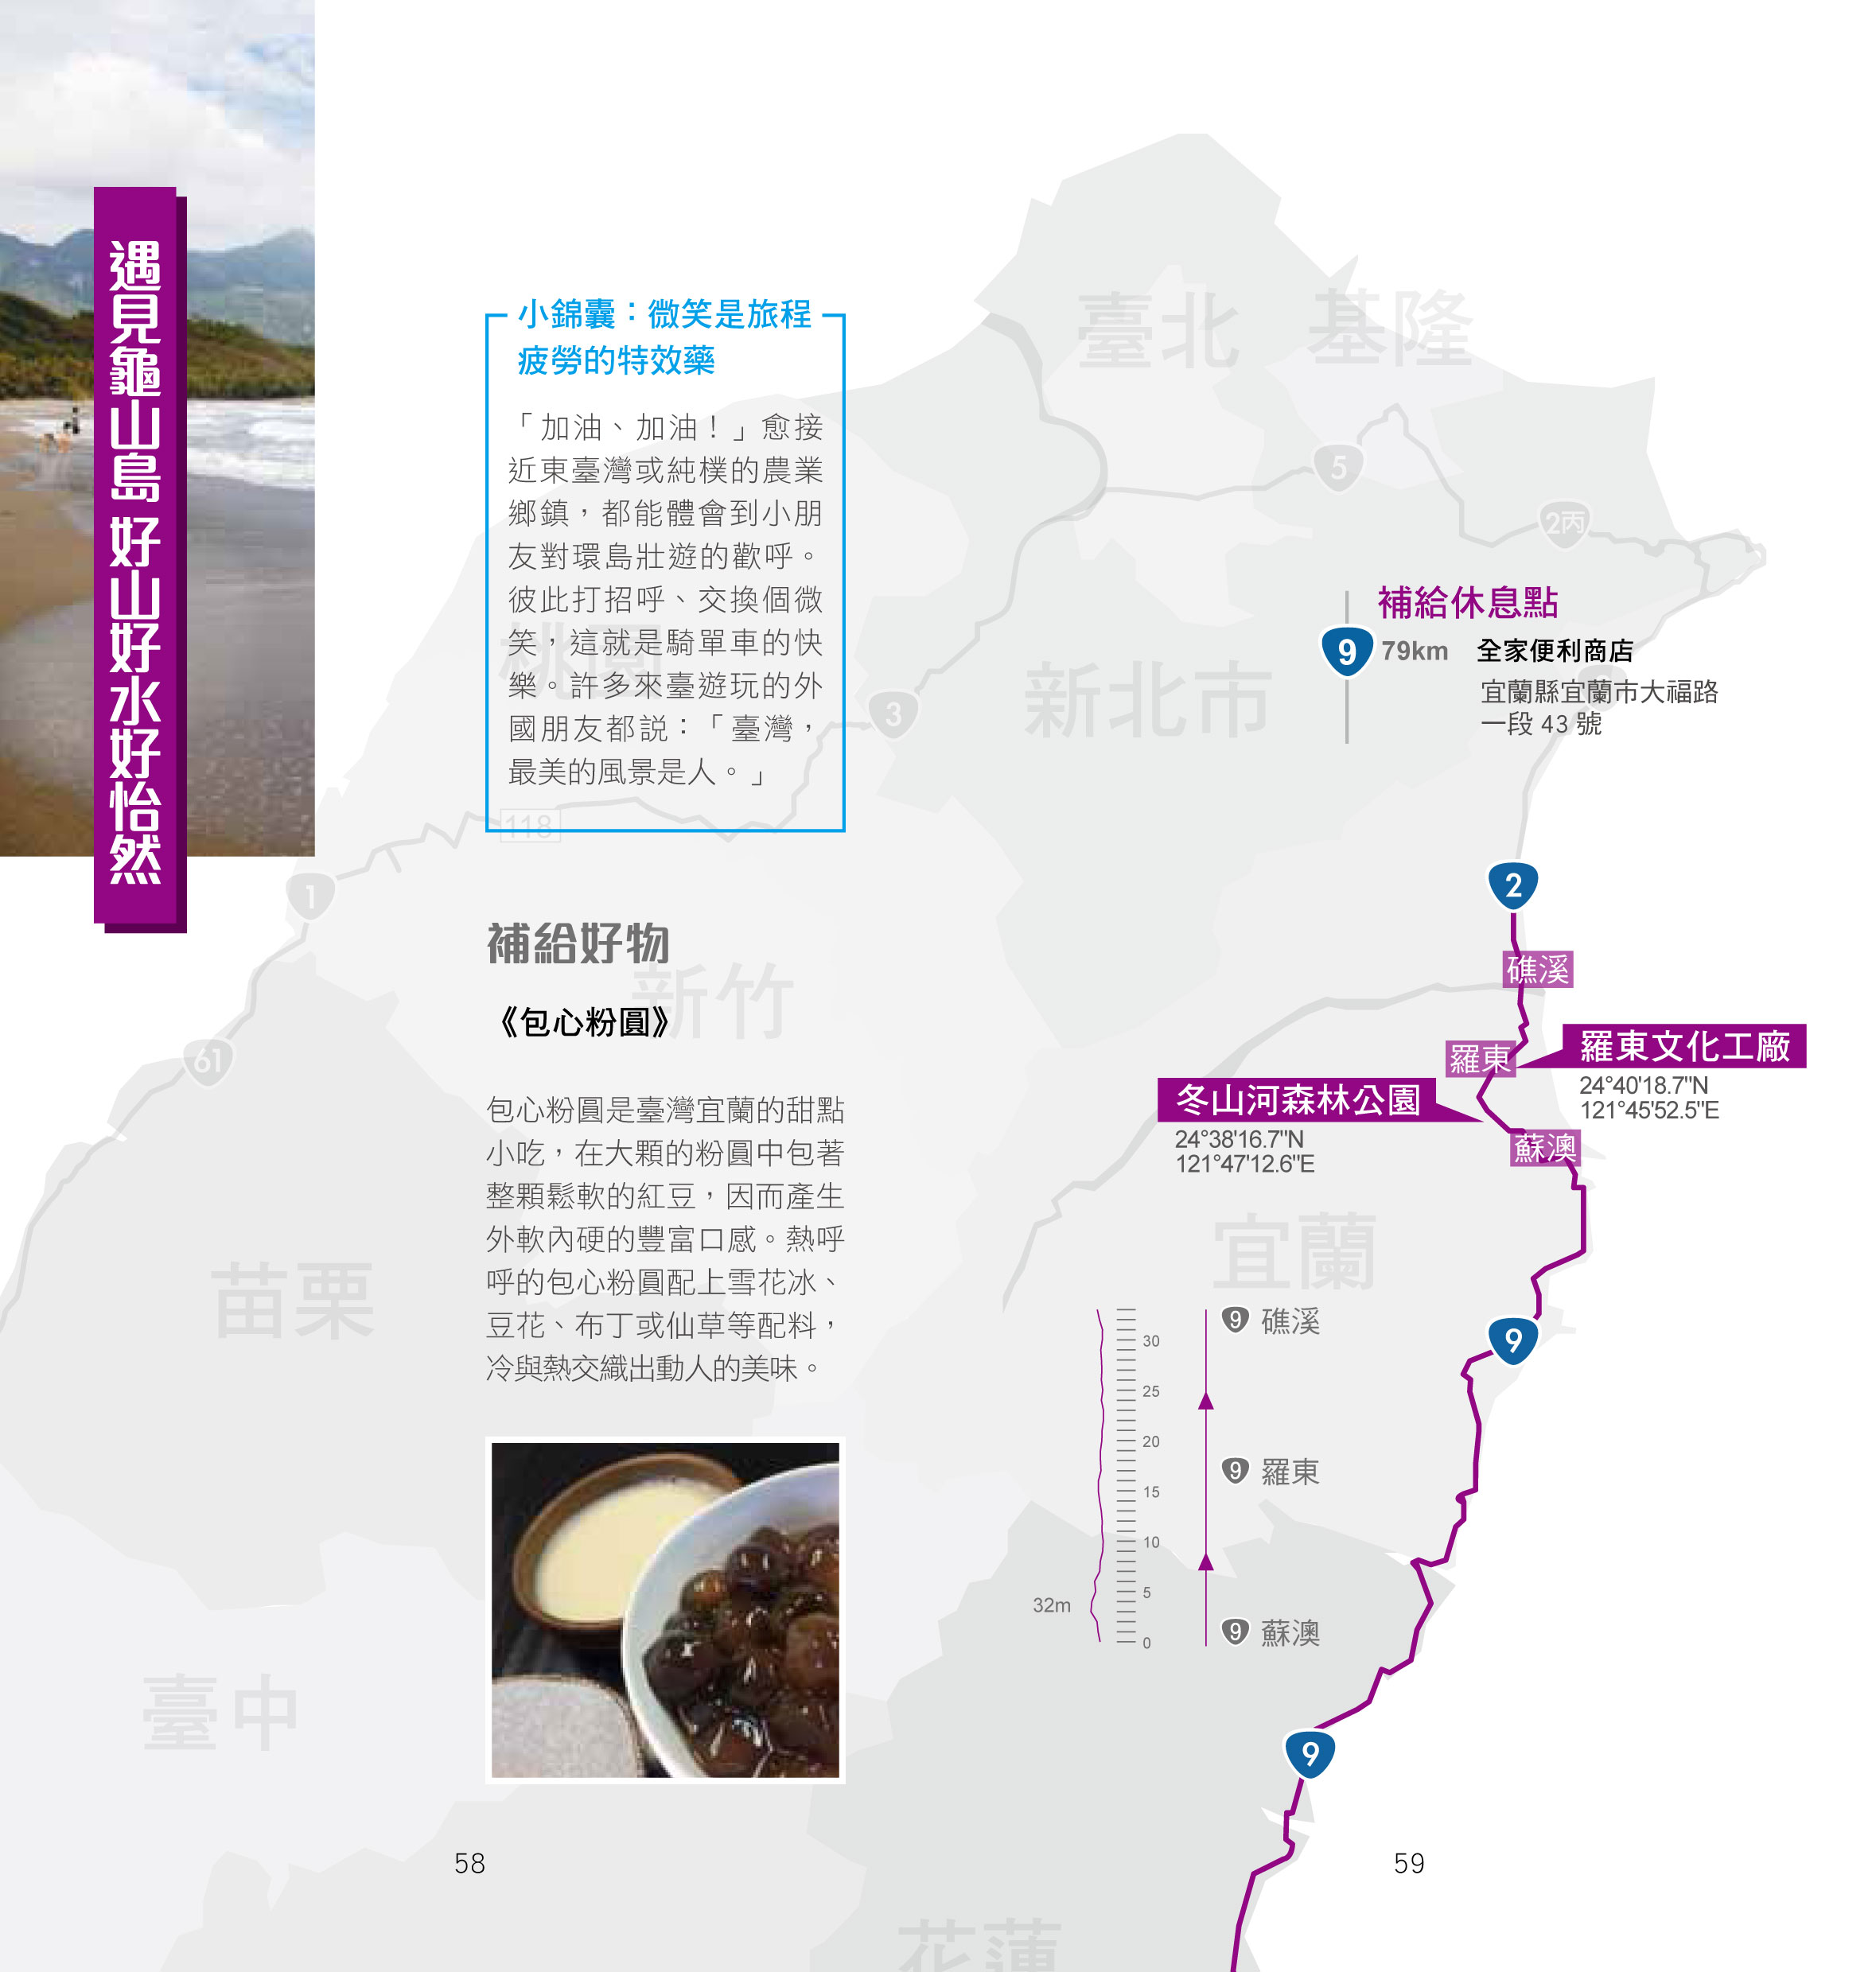 遇見龜山島 好山好水好怡然
小錦囊：微笑是旅程
疲勞的特效藥
「加油、加油！」愈接
近東臺灣或純樸的農業
鄉鎮，都能體會到小朋
友對環島壯遊的歡呼。
彼此打招呼、交換個微
笑，這就是騎單車的快
樂。許多來臺遊玩的外
國朋友都說：「臺灣，
最美的風景是人。」
補給好物
《包心粉圓》
包心粉圓是臺灣宜蘭的甜點
小吃，在大顆的粉圓中包著
整顆鬆軟的紅豆，因而產生
外軟內硬的豐富口感。熱呼
呼的包心粉圓配上雪花冰、
豆花、布丁或仙草等配料，
冷與熱交織出動人的美味。
58
臺北
基隆
5
2丙
桃園
新北市
3
118
1
新竹
61
苗栗
臺中
宜蘭
花蓮
補給休息點
9 79km 全家便利商店
宜蘭縣宜蘭市大福路
一段 43 號
2
礁溪
羅東
羅東文化工廠
24°40'18.7"N
121°45'52.5"E
冬山河森林公園
24°38'16.7"N
121°47'12.6"E
蘇澳
9
9
30
25
20
15
10
5
0
32m
9 礁溪
9 羅東
9 蘇澳
59